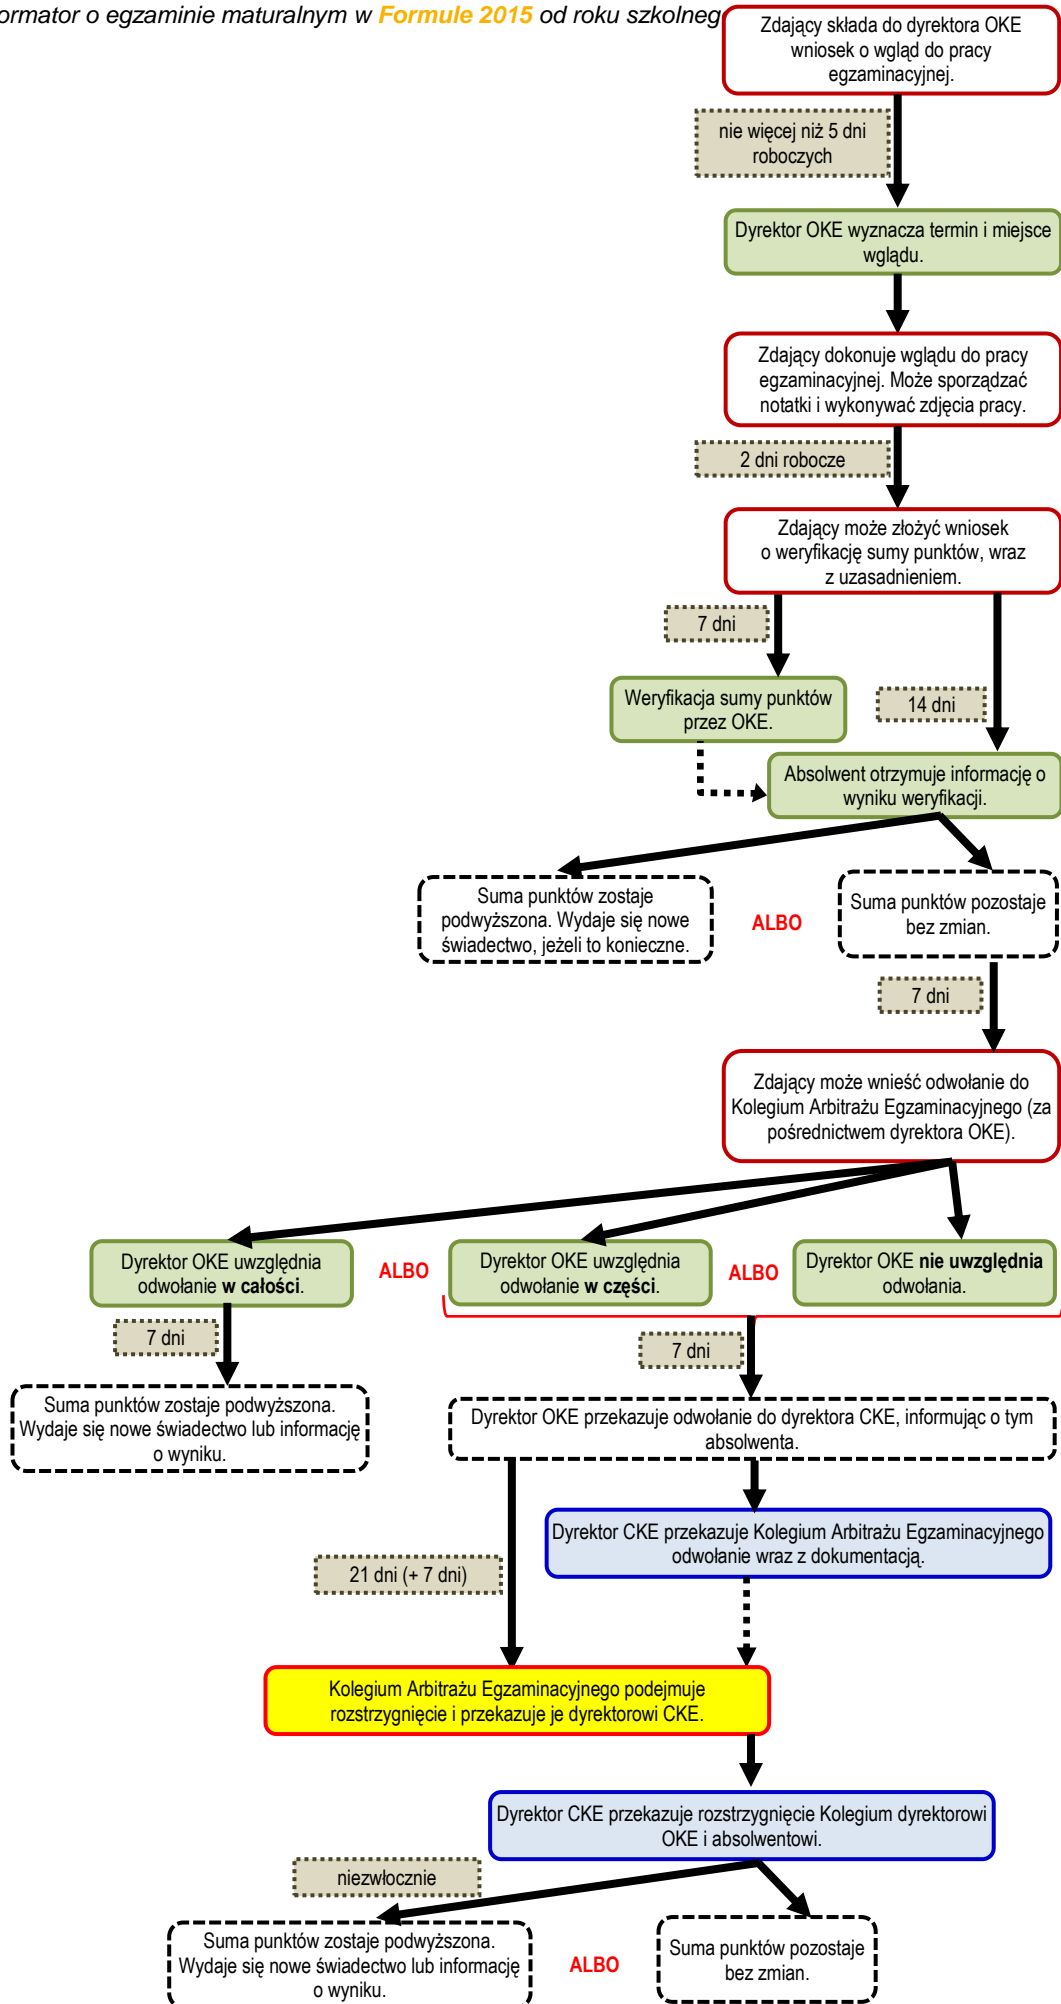 ormator o egzaminie maturalnym w Formule 2015 od roku szkolneg
Zdający składa do dyrektora OKE
wniosek o wgląd do pracy
egzaminacyjnej.
nie więcej niż 5 dni
roboczych
Dyrektor OKE wyznacza termin i miejsce
wglądu.
Zdający dokonuje wglądu do pracy
egzaminacyjnej. Może sporządzać
notatki i wykonywać zdjęcia pracy.
2 dni robocze
Zdający może złożyć wniosek
o weryfikację sumy punktów, wraz
z uzasadnieniem.
7 dni
Weryfikacja sumy punktów
przez OKE.
14 dni
Absolwent otrzymuje informację o
wyniku weryfikacji.
Suma punktów zostaje
podwyższona. Wydaje się nowe
świadectwo, jeżeli to konieczne.
ALBO
Suma punktów pozostaje
bez zmian.
7 dni
Zdający może wnieść odwołanie do
Kolegium Arbitrażu Egzaminacyjnego (za
pośrednictwem dyrektora OKE).
Dyrektor OKE uwzględnia
odwołanie w całości.
ALBO
Dyrektor OKE uwzględnia
odwołanie w części.
ALBO
Dyrektor OKE nie uwzględnia
odwołania.
7 dni
7 dni
Suma punktów zostaje podwyższona.
Wydaje się nowe świadectwo lub informację
o wyniku.
Dyrektor OKE przekazuje odwołanie do dyrektora CKE, informując o tym
absolwenta.
Dyrektor CKE przekazuje Kolegium Arbitrażu Egzaminacyjnego
odwołanie wraz z dokumentacją.
21 dni (+ 7 dni)
Kolegium Arbitrażu Egzaminacyjnego podejmuje
rozstrzygnięcie i przekazuje je dyrektorowi CKE.
Dyrektor CKE przekazuje rozstrzygnięcie Kolegium dyrektorowi
OKE i absolwentowi.
niezwłocznie
Suma punktów zostaje podwyższona.
Wydaje się nowe świadectwo lub informację
o wyniku.
ALBO
Suma punktów pozostaje
bez zmian.